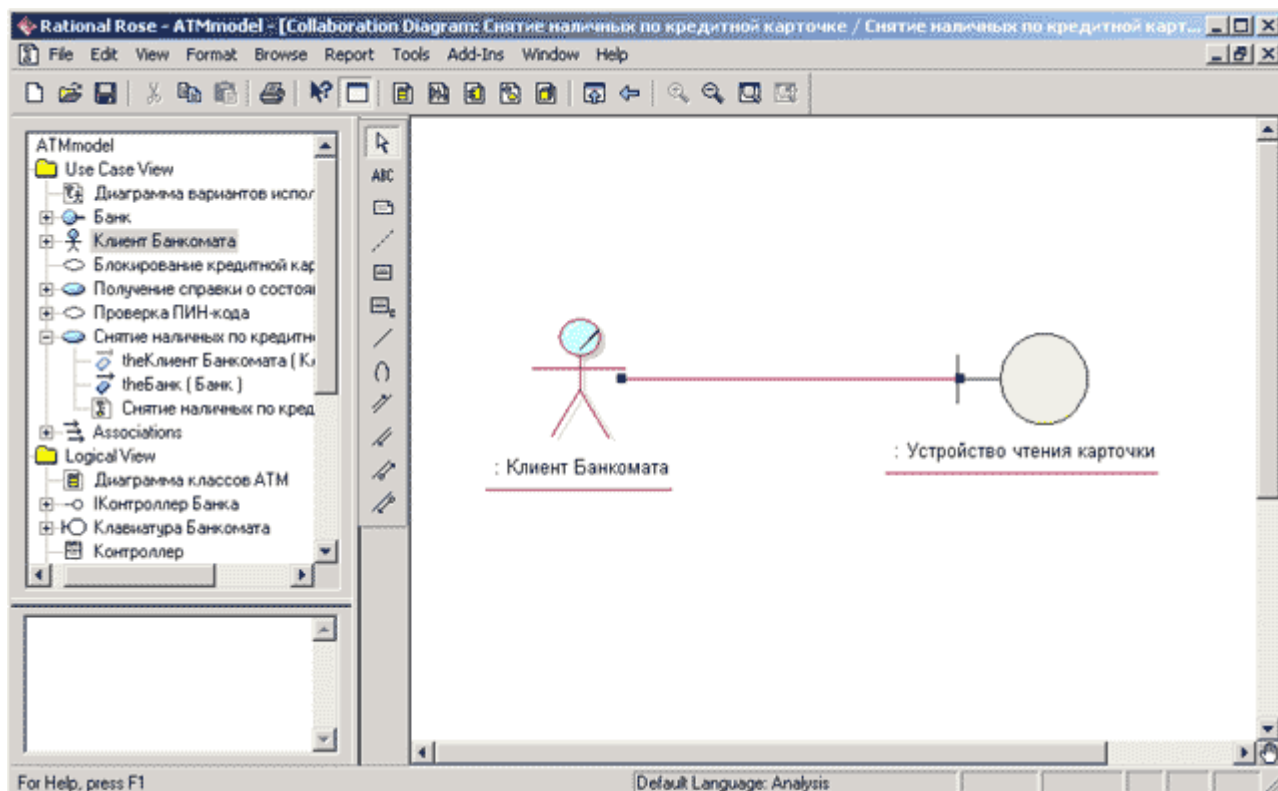 Rational Rose - ATMmodel - [Collaboration Diagram: Снятие наличных по кредитной карточке / Снятие наличных по кредитной карт...
File Edit View Format Browse Report Tools Add-Ins Window Help
ATMmodel
Use Case View
Диаграмма вариантов испол
Банк
Клиент Банкомата
Блокирование кредитной кар
Получение справки о состоя
Проверка ПИН-кода
Снятие наличных по кредитн
theКлиент Банкомата ( Кл
theБанк ( Банк )
Снятие наличных по кред
Associations
Logical View
Диаграмма классов ATM
IКонтроллер Банка
Клавиатура Банкомата
Контроллер
ABC
: Клиент Банкомата
: Устройство чтения карточки
For Help, press F1
Default Language: Analysis